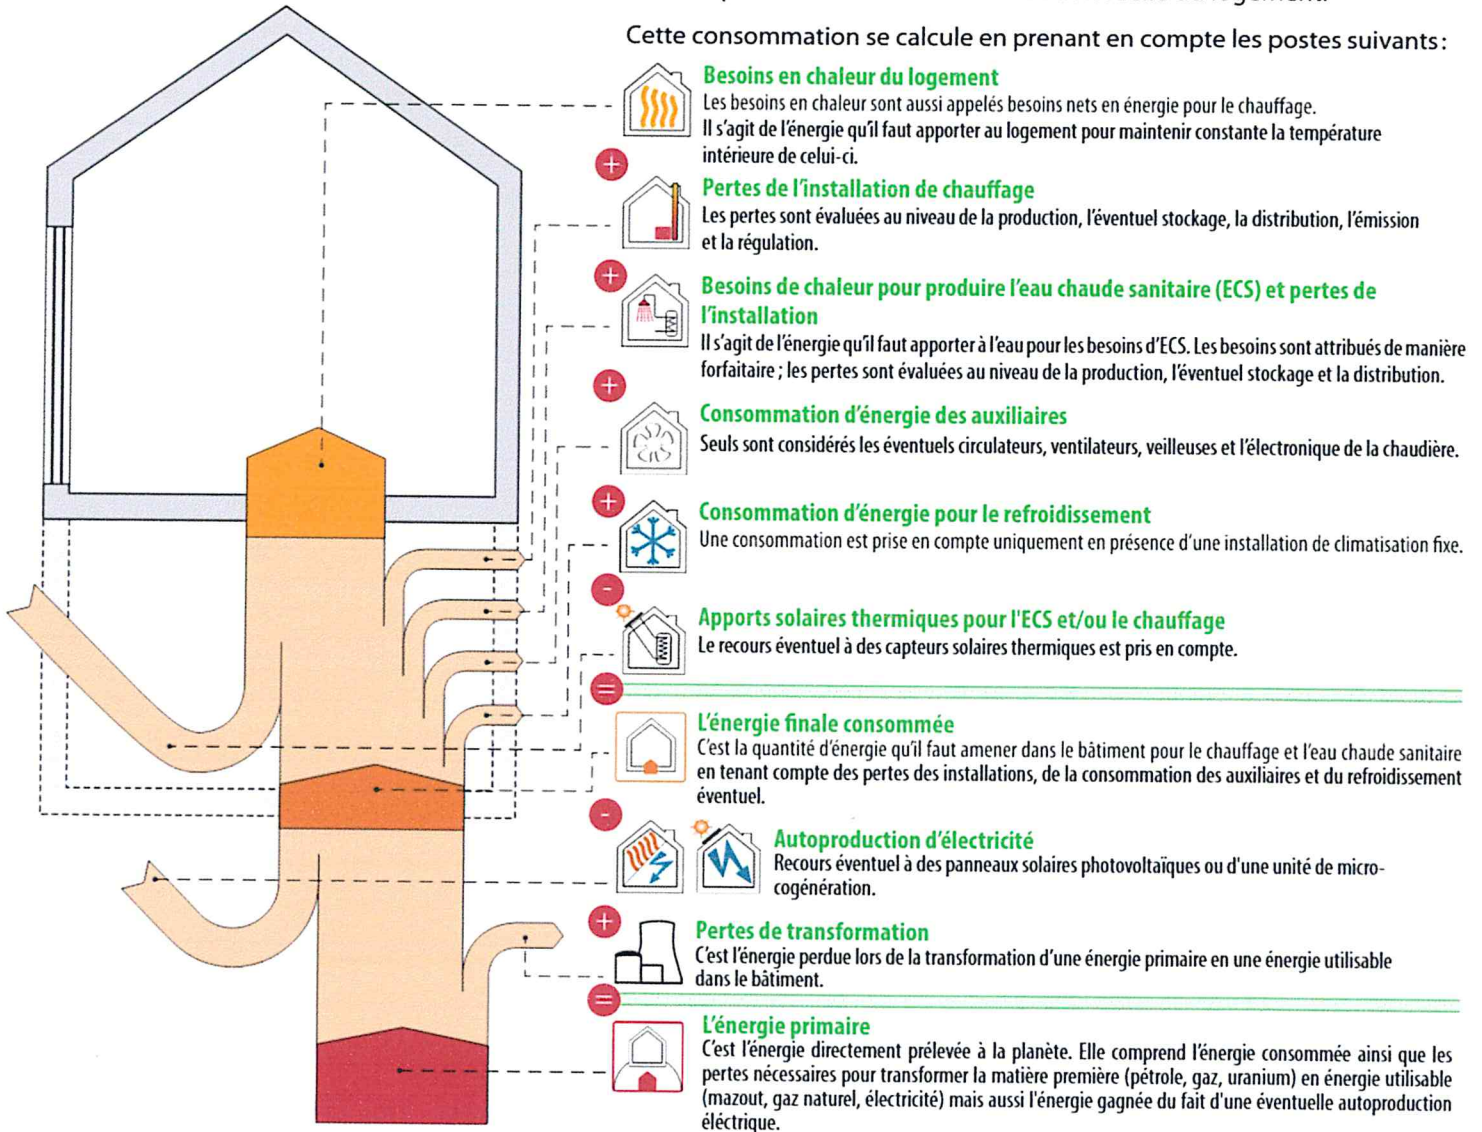 logement.
Cette consommation se calcule en prenant en compte les postes suivants :
Besoins en chaleur du logement
Les besoins en chaleur sont aussi appelés besoins nets en énergie pour le chauffage.
Il s'agit de l'énergie qu'il faut apporter au logement pour maintenir constante la température
intérieure de celui-ci.
+
Pertes de l'installation de chauffage
Les pertes sont évaluées au niveau de la production, l'éventuel stockage, la distribution, l'émission
et la régulation.
+
Besoins de chaleur pour produire l'eau chaude sanitaire (ECS) et pertes de
l'installation
Il s'agit de l'énergie qu'il faut apporter à l'eau pour les besoins d'ECS. Les besoins sont attribués de manière
forfaitaire ; les pertes sont évaluées au niveau de la production, l'éventuel stockage et la distribution.
+
Consommation d'énergie des auxiliaires
Seuls sont considérés les éventuels circulateurs, ventilateurs, veilleuses et l'électronique de la chaudière.
+
Consommation d'énergie pour le refroidissement
Une consommation est prise en compte uniquement en présence d'une installation de climatisation fixe.
-
Apports solaires thermiques pour l'ECS et/ou le chauffage
Le recours éventuel à des capteurs solaires thermiques est pris en compte.
=
L'énergie finale consommée
C'est la quantité d'énergie qu'il faut amener dans le bâtiment pour le chauffage et l'eau chaude sanitaire
en tenant compte des pertes des installations, de la consommation des auxiliaires et du refroidissement
éventuel.
-
Autoproduction d'électricité
Recours éventuel à des panneaux solaires photovoltaïques ou d'une unité de micro-
cogénération.
+
Pertes de transformation
C'est l'énergie perdue lors de la transformation d'une énergie primaire en une énergie utilisable
dans le bâtiment.
=
L'énergie primaire
C'est l'énergie directement prélevée à la planète. Elle comprend l'énergie consommée ainsi que les
pertes nécessaires pour transformer la matière première (pétrole, gaz, uranium) en énergie utilisable
(mazout, gaz naturel, électricité) mais aussi l'énergie gagnée du fait d'une éventuelle autoproduction
éléctrique.